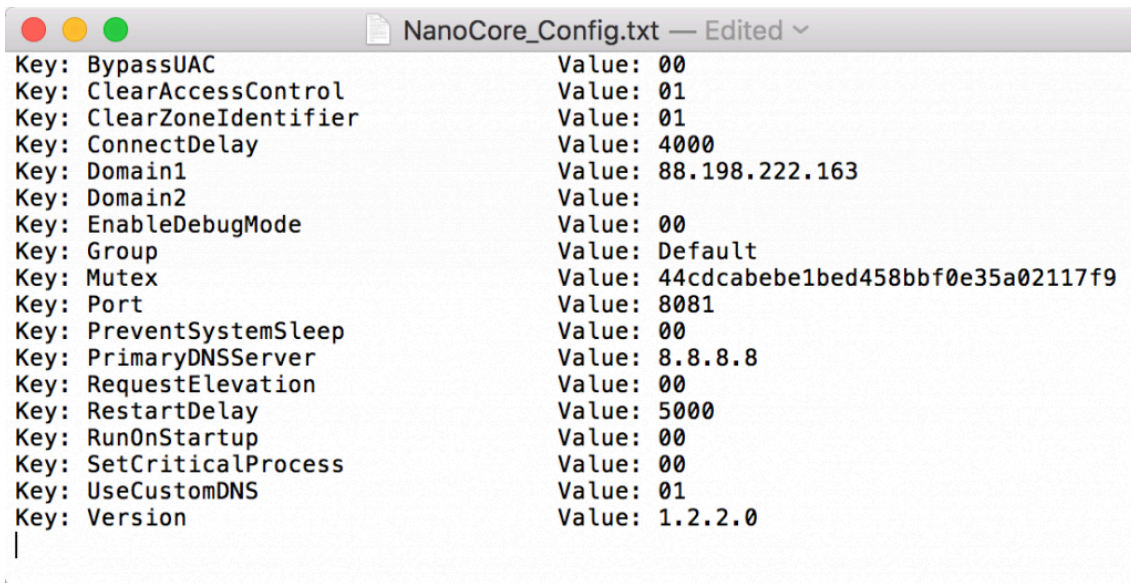 NanoCore_Config.txt — Edited
Key: BypassUAC Value: 00
Key: ClearAccessControl Value: 01
Key: ClearZoneIdentifier Value: 01
Key: ConnectDelay Value: 4000
Key: Domain1 Value: 88.198.222.163
Key: Domain2 Value:
Key: EnableDebugMode Value: 00
Key: Group Value: Default
Key: Mutex Value: 44cdcabebe1bed458bbf0e35a02117f9
Key: Port Value: 8081
Key: PreventSystemSleep Value: 00
Key: PrimaryDNSServer Value: 8.8.8.8
Key: RequestElevation Value: 00
Key: RestartDelay Value: 5000
Key: RunOnStartup Value: 00
Key: SetCriticalProcess Value: 00
Key: UseCustomDNS Value: 01
Key: Version Value: 1.2.2.0